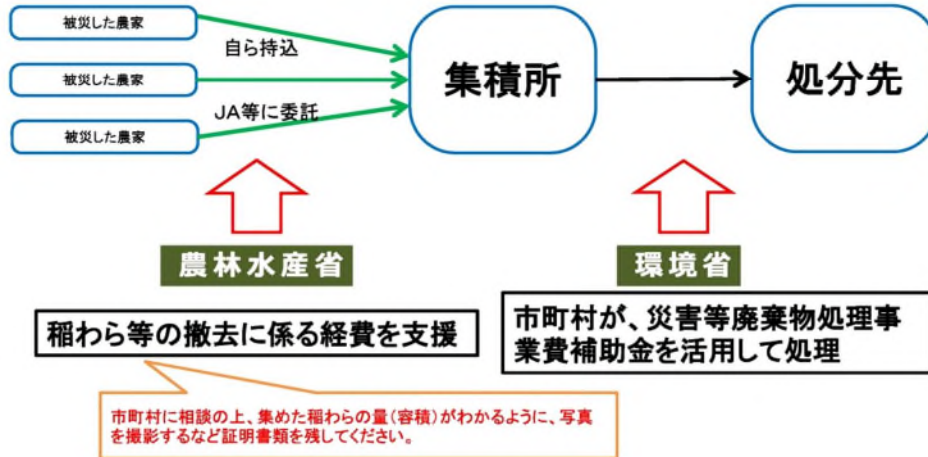 被災した農家
自ら持込
被災した農家
JA等に委託
被災した農家
集積所
処分先
農林水産省
環境省
稲わら等の撤去に係る経費を支援
市町村が、災害等廃棄物処理事
業費補助金を活用して処理
市町村に相談の上、集めた稲わらの量(容積)がわかるように、写真
を撮影するなど証明書類を残してください。